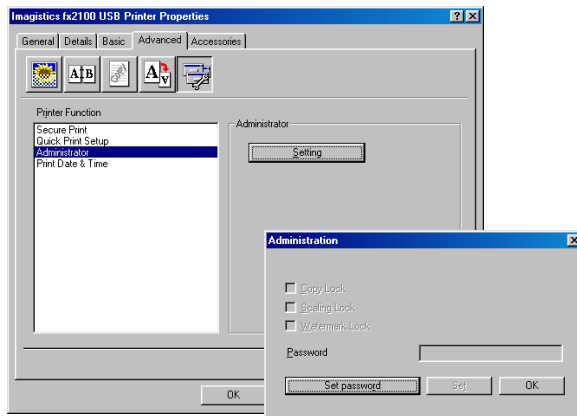 Imagistics fx2100 USB Printer Properties
General Details Basic Advanced Accessories
A B A v
Printer Function
Secure Print
Quick Print Setup
Administrator
Print Date & Time
Administrator
Setting
OK
Administration
Copy Lock
Scaling Lock
Watermark Lock
Password
Set password Set OK